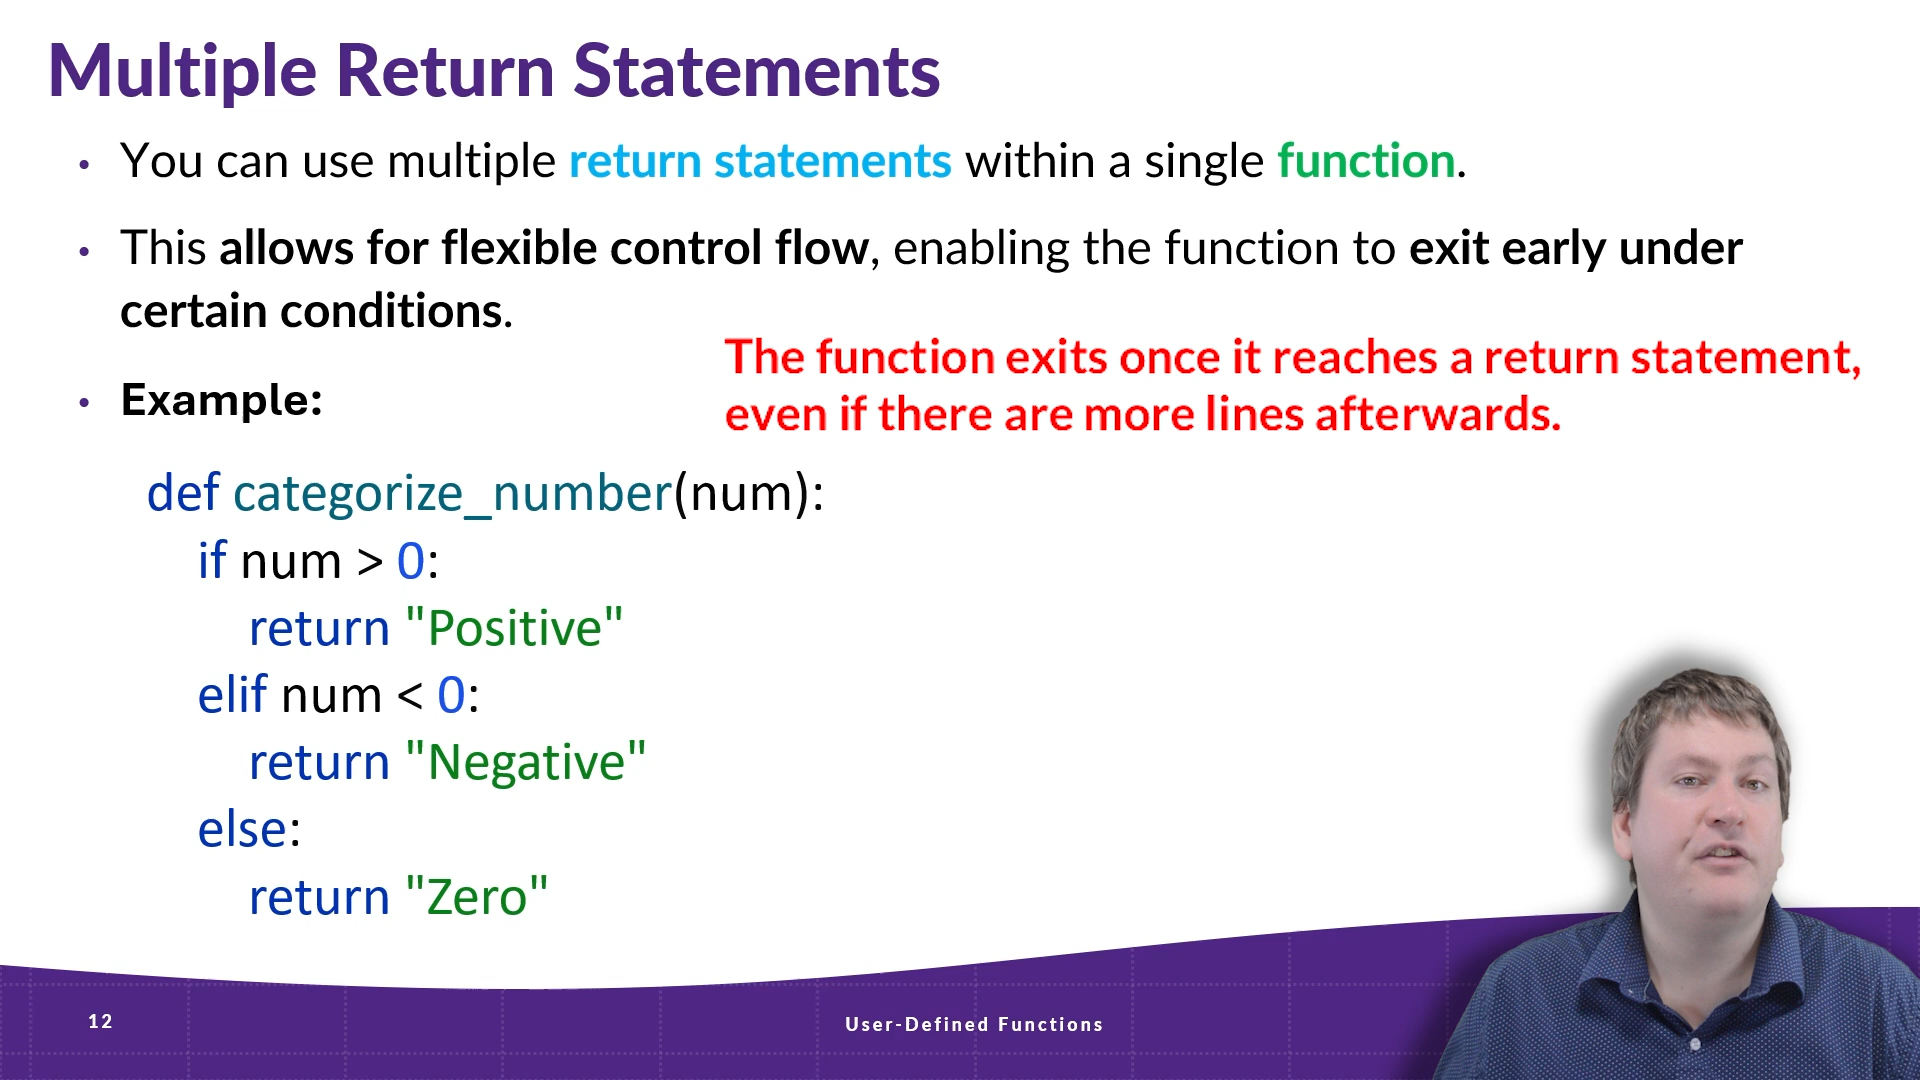 Multiple Return Statements
• You can use multiple return statements within a single function.
• This allows for flexible control flow, enabling the function to exit early under
certain conditions.
The function exits once it reaches a return statement,
even if there are more lines afterwards.
• Example:
def categorize_number(num):
if num > 0:
return "Positive"
elif num < 0:
return "Negative"
else:
return "Zero"
12
User-Defined Functions